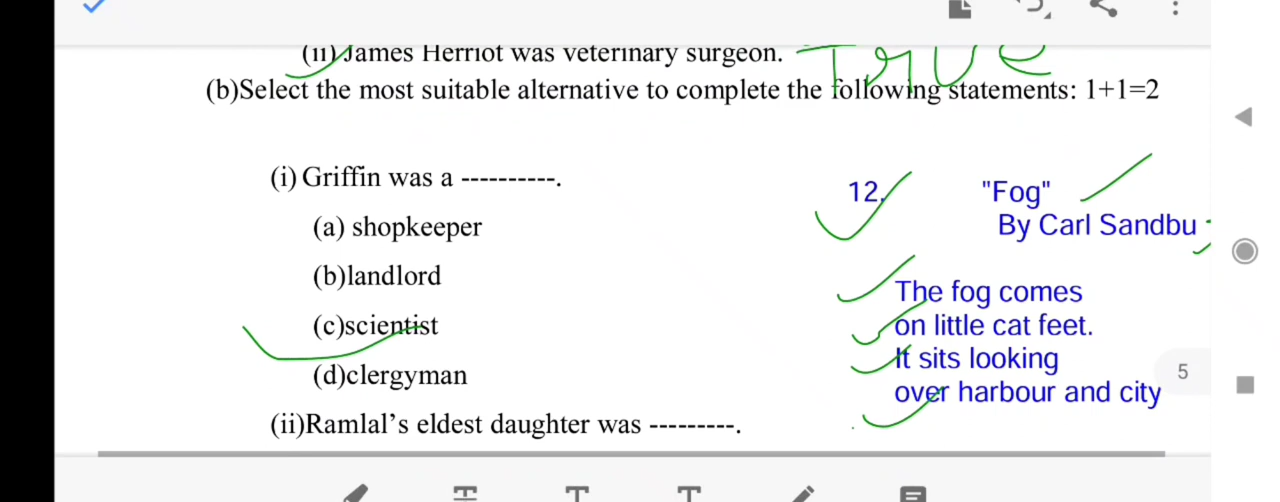 (ii) James Herriot was veterinary surgeon. True
(b)Select the most suitable alternative to complete the following statements: 1+1=2
(i) Griffin was a ----------.
(a) shopkeeper
(b)landlord
(c)scientist
(d)clergyman
(ii)Ramlal's eldest daughter was ---------.
12. "Fog"
By Carl Sandbu
The fog comes
on little cat feet.
It sits looking
over harbour and city
5